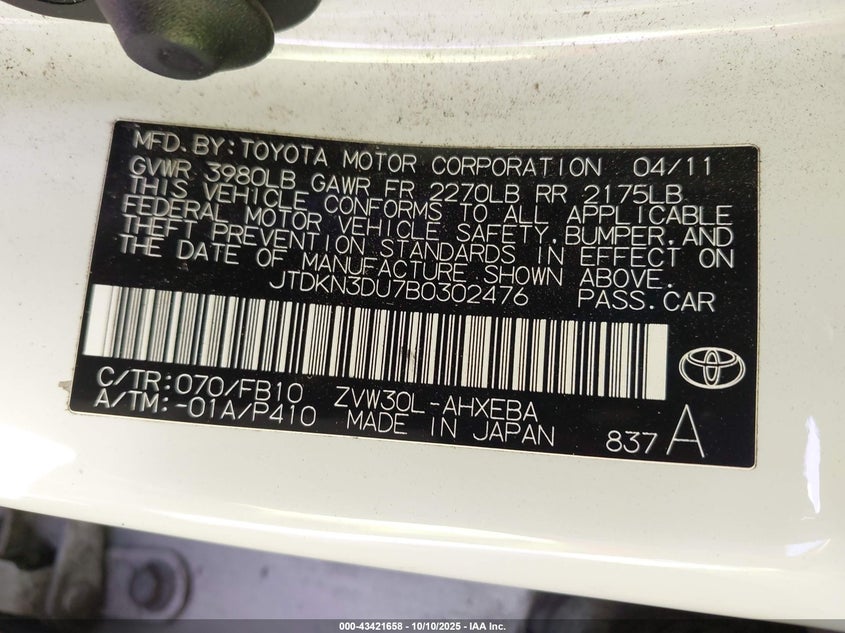 MFD.BY:TOYOTA MOTOR CORPORATION 04/11
GVWR 3980LB GAWR FR 2270LB RR 2175LB
THIS VEHICLE CONFORMS TO ALL APPLICABLE
FEDERAL MOTOR VEHICLE SAFETY,BUMPER,AND
THEFT PREVENTION STANDARDS IN EFFECT ON
THE DATE OF MANUFACTURE SHOWN ABOVE.
JTDKN3DU7B0302476 PASS.CAR
C/TR:070/FB10 ZVW30L-AHXEBA
A/TM:-01A/P410 MADE IN JAPAN 837A
000-43421658 - 10/10/2025 - IAA Inc.